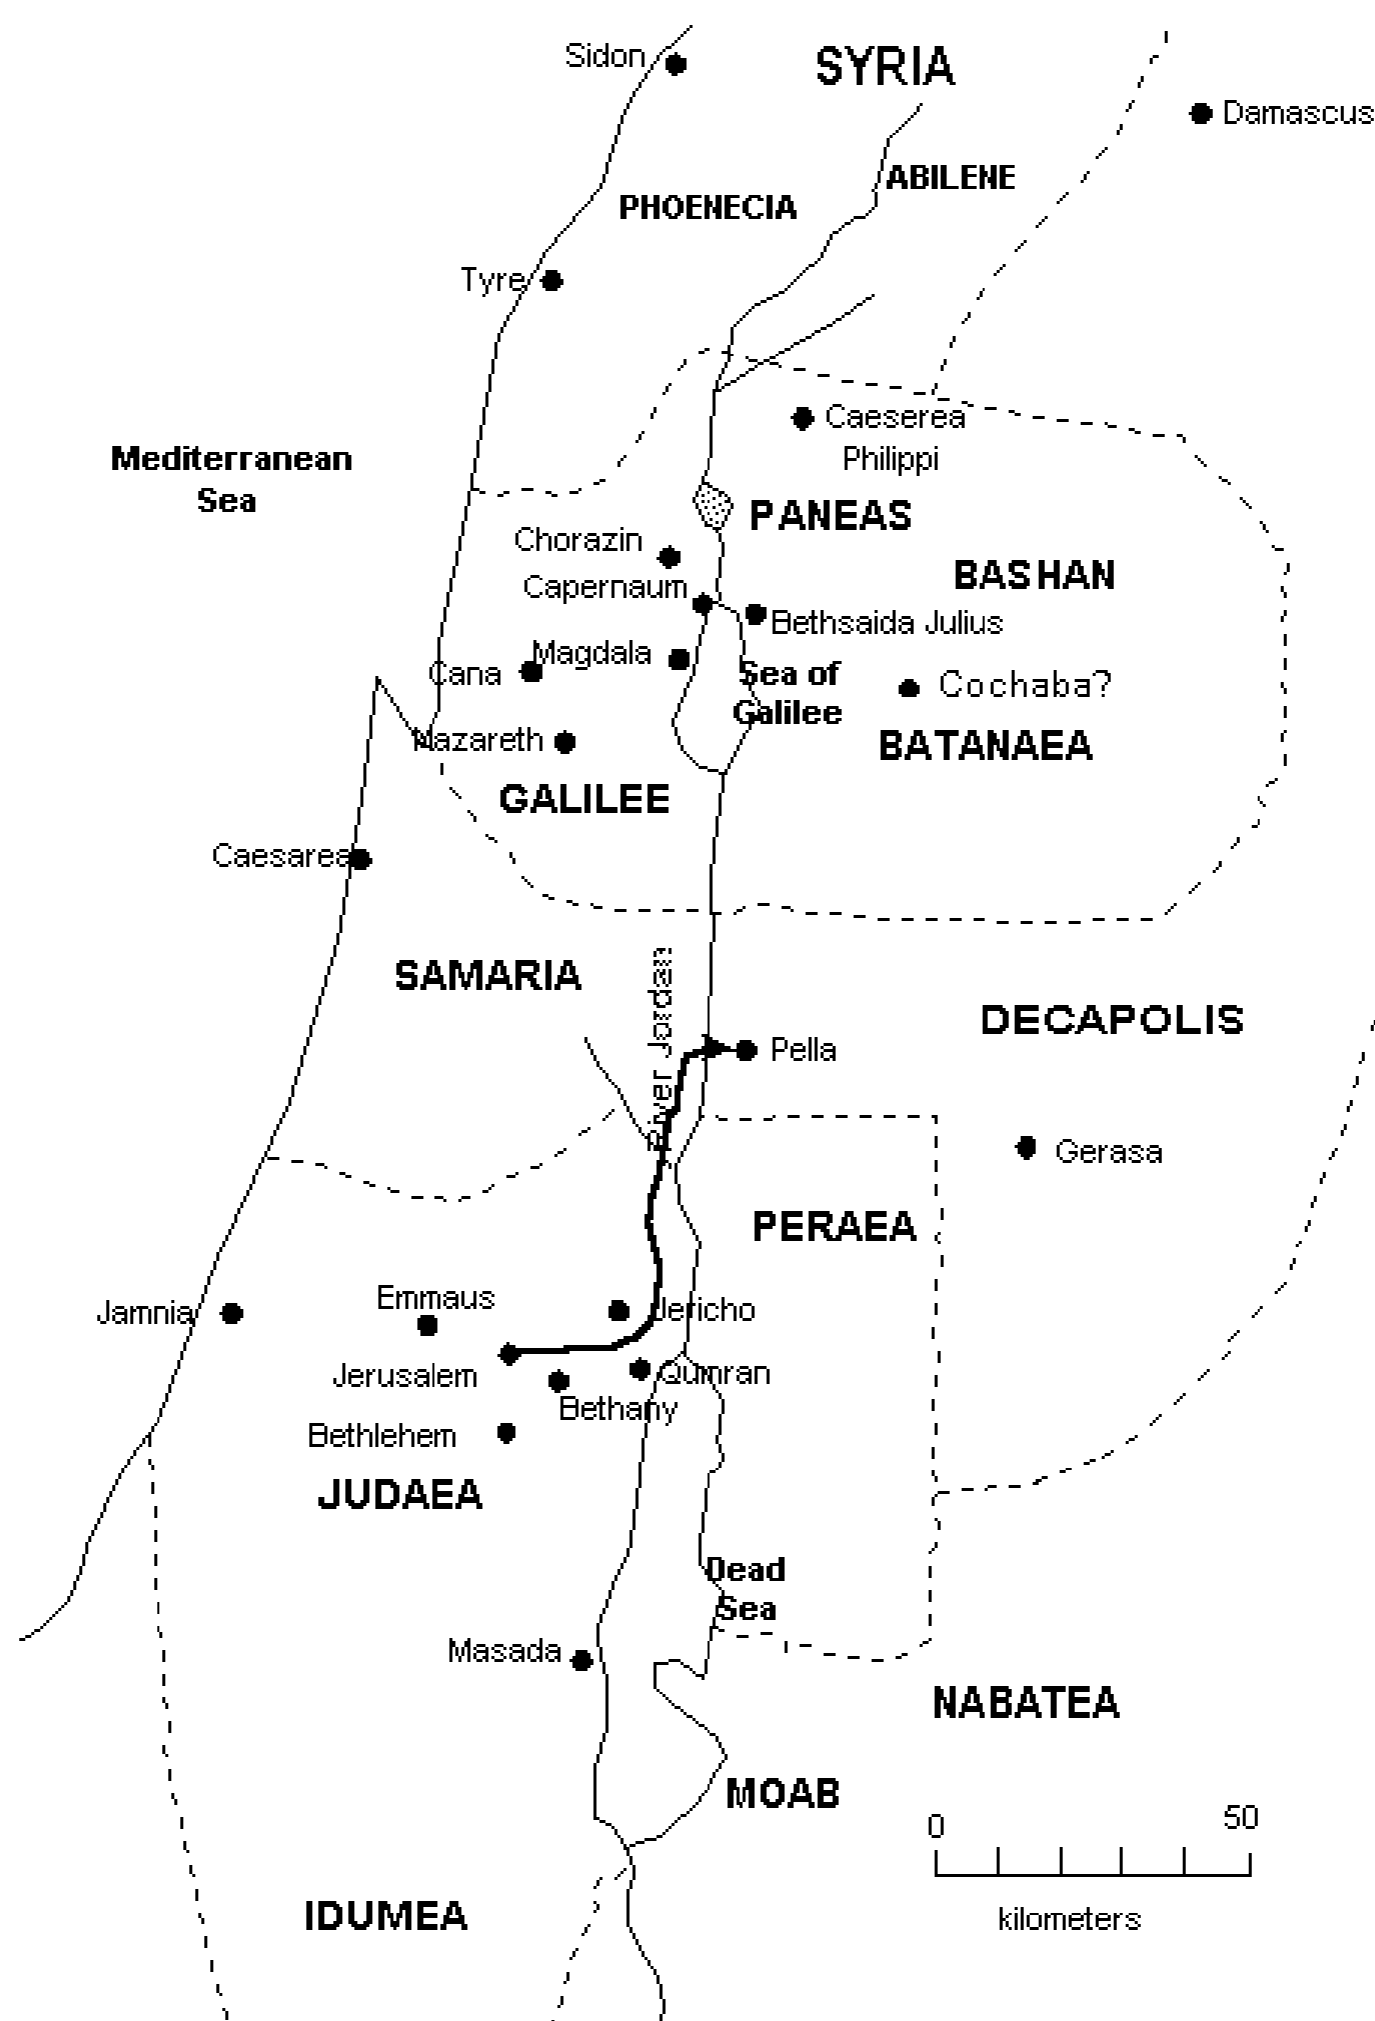 Sidon
SYRIA
Damascus
ABILENE
PHOENECIA
Tyre
Caeserea
Philippi
Mediterranean
Sea
PANEAS
Chorazin
BASHAN
Capernaum
Bethsaida Julius
Magdala
Cana
Sea of
Galilee
Cochaba?
Nazareth
BATANAEA
GALILEE
Caesarea
SAMARIA
River Jordan
DECAPOLIS
Pella
Gerasa
PERAEA
Emmaus
Jamnia
Jericho
Jerusalem
Qumran
Bethany
Bethlehem
JUDAEA
Dead
Sea
Masada
NABATEA
MOAB
0 50
kilometers
IDUMEA